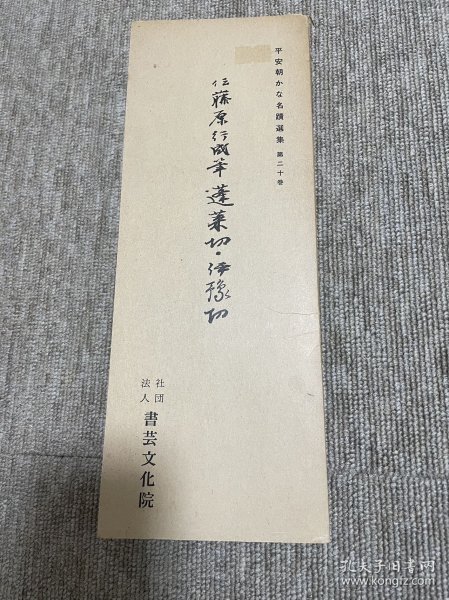 平安朝かな名蹟選集 第二十巻
伝藤原行成筆 蓬萊切・伊豫切
社団
法人
書芸文化院
孔夫子旧书网
www.kongfz.com